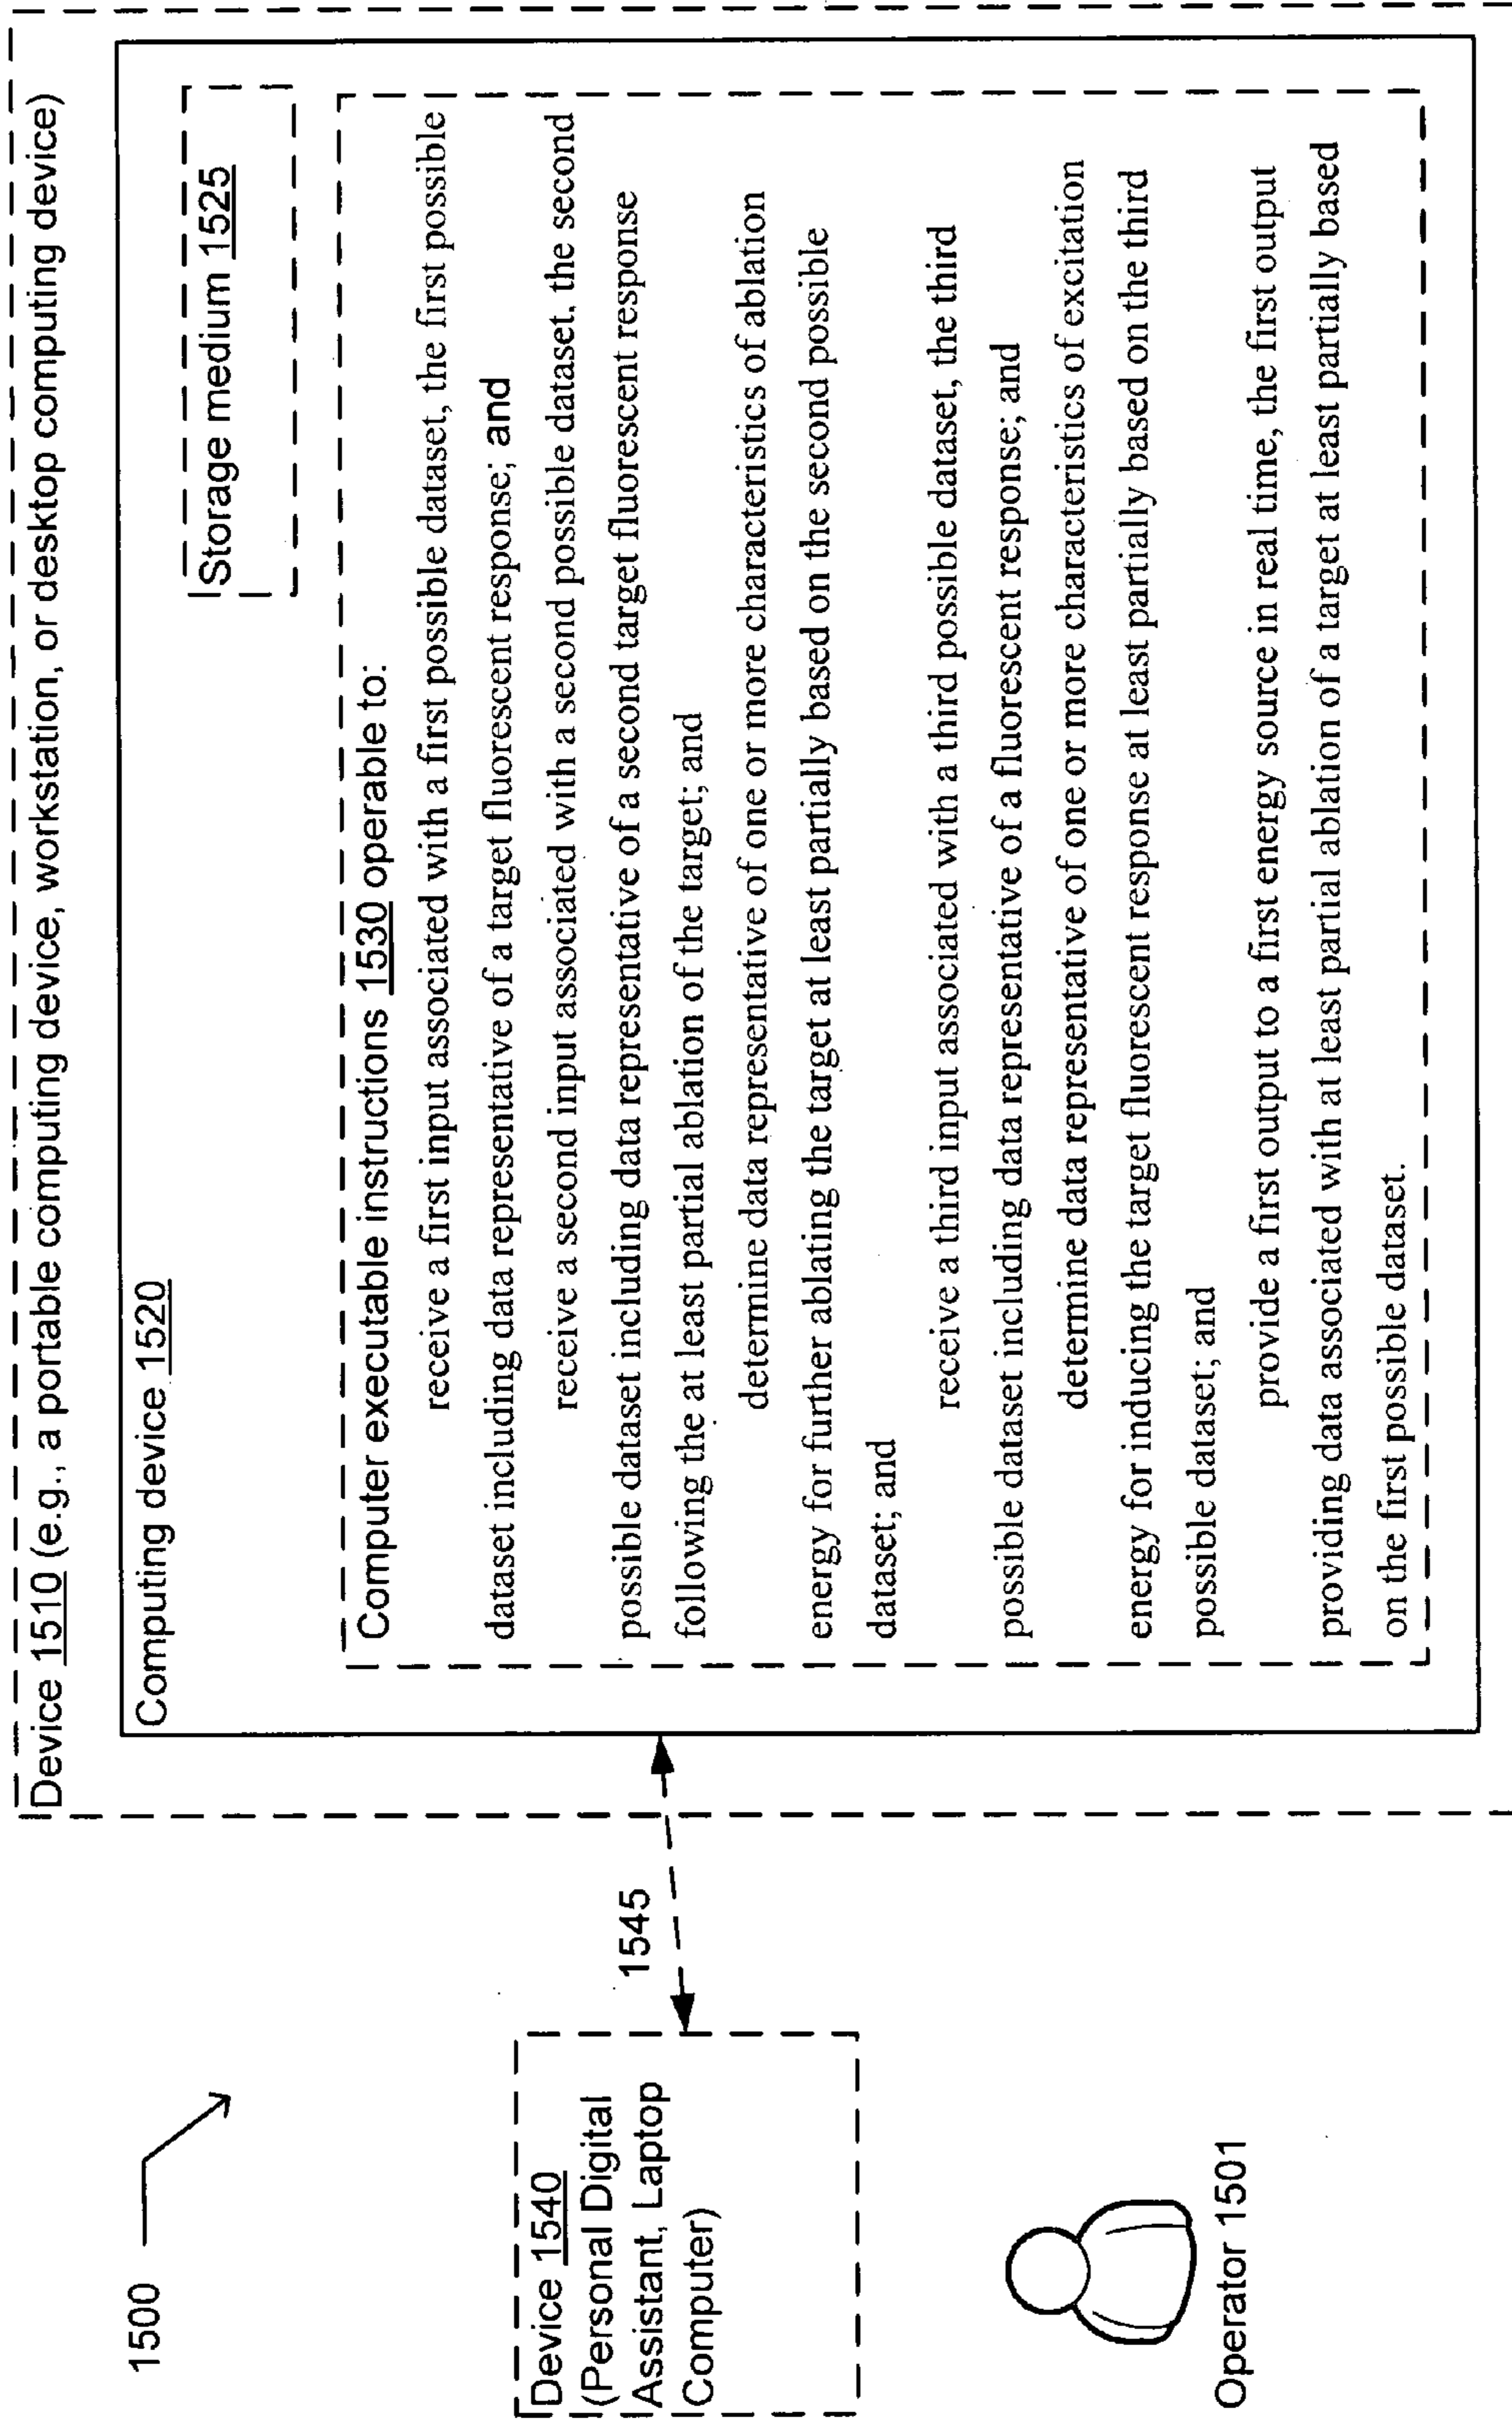 1500
Device 1510 (e.g., a portable computing device, workstation, or desktop computing device)
Computing device 1520
Storage medium 1525
Computer executable instructions 1530 operable to:
receive a first input associated with a first possible dataset, the first possible
dataset including data representative of a target fluorescent response; and
receive a second input associated with a second possible dataset, the second
possible dataset including data representative of a second target fluorescent response
following the at least partial ablation of the target; and
determine data representative of one or more characteristics of ablation
energy for further ablating the target at least partially based on the second possible
dataset; and
receive a third input associated with a third possible dataset, the third
possible dataset including data representative of a fluorescent response; and
determine data representative of one or more characteristics of excitation
energy for inducing the target fluorescent response at least partially based on the third
possible dataset; and
provide a first output to a first energy source in real time, the first output
providing data associated with at least partial ablation of a target at least partially based
on the first possible dataset.
1545
Device 1540
(Personal Digital
Assistant, Laptop
Computer)
Operator 1501